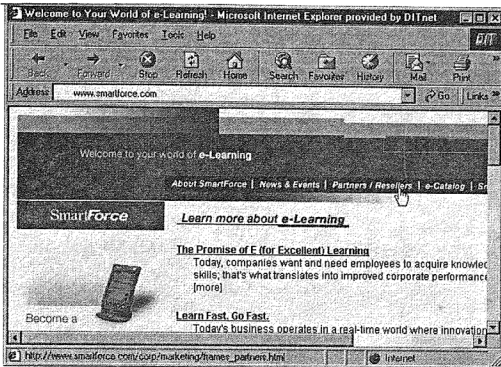 Welcome to Your World of e-Learning! - Microsoft Internet Explorer provided by DITnet
File Edit View Favorites Tools Help
Back Forward Stop Refresh Home Search Favorites History Mail Print
Address www.smartforce.com Go Links
Welcome to your world of e-Learning
About SmartForce | News & Events | Partners / Resellers | e-Catalog |
SmartForce
Learn more about e-Learning
The Promise of E (for Excellent) Learning
Today, companies want and need employees to acquire knowled
skills; that's what translates into improved corporate performance
[more]
Become a
Learn Fast. Go Fast.
Today's business operates in a real-time world where innovation
http://www.smartforce.com/corp/marketing/frames_partners.html Internet